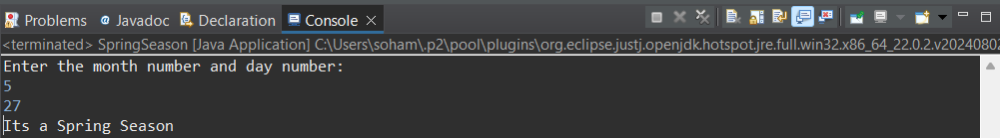 Problems @ Javadoc Declaration Console
<terminated> SpringSeason [Java Application] C:\Users\soham\.p2\pool\plugins\org.eclipse.justj.openjdk.hotspot.jre.full.win32.x86_64_22.0.2.v20240802
Enter the month number and day number:
5
27
Its a Spring Season